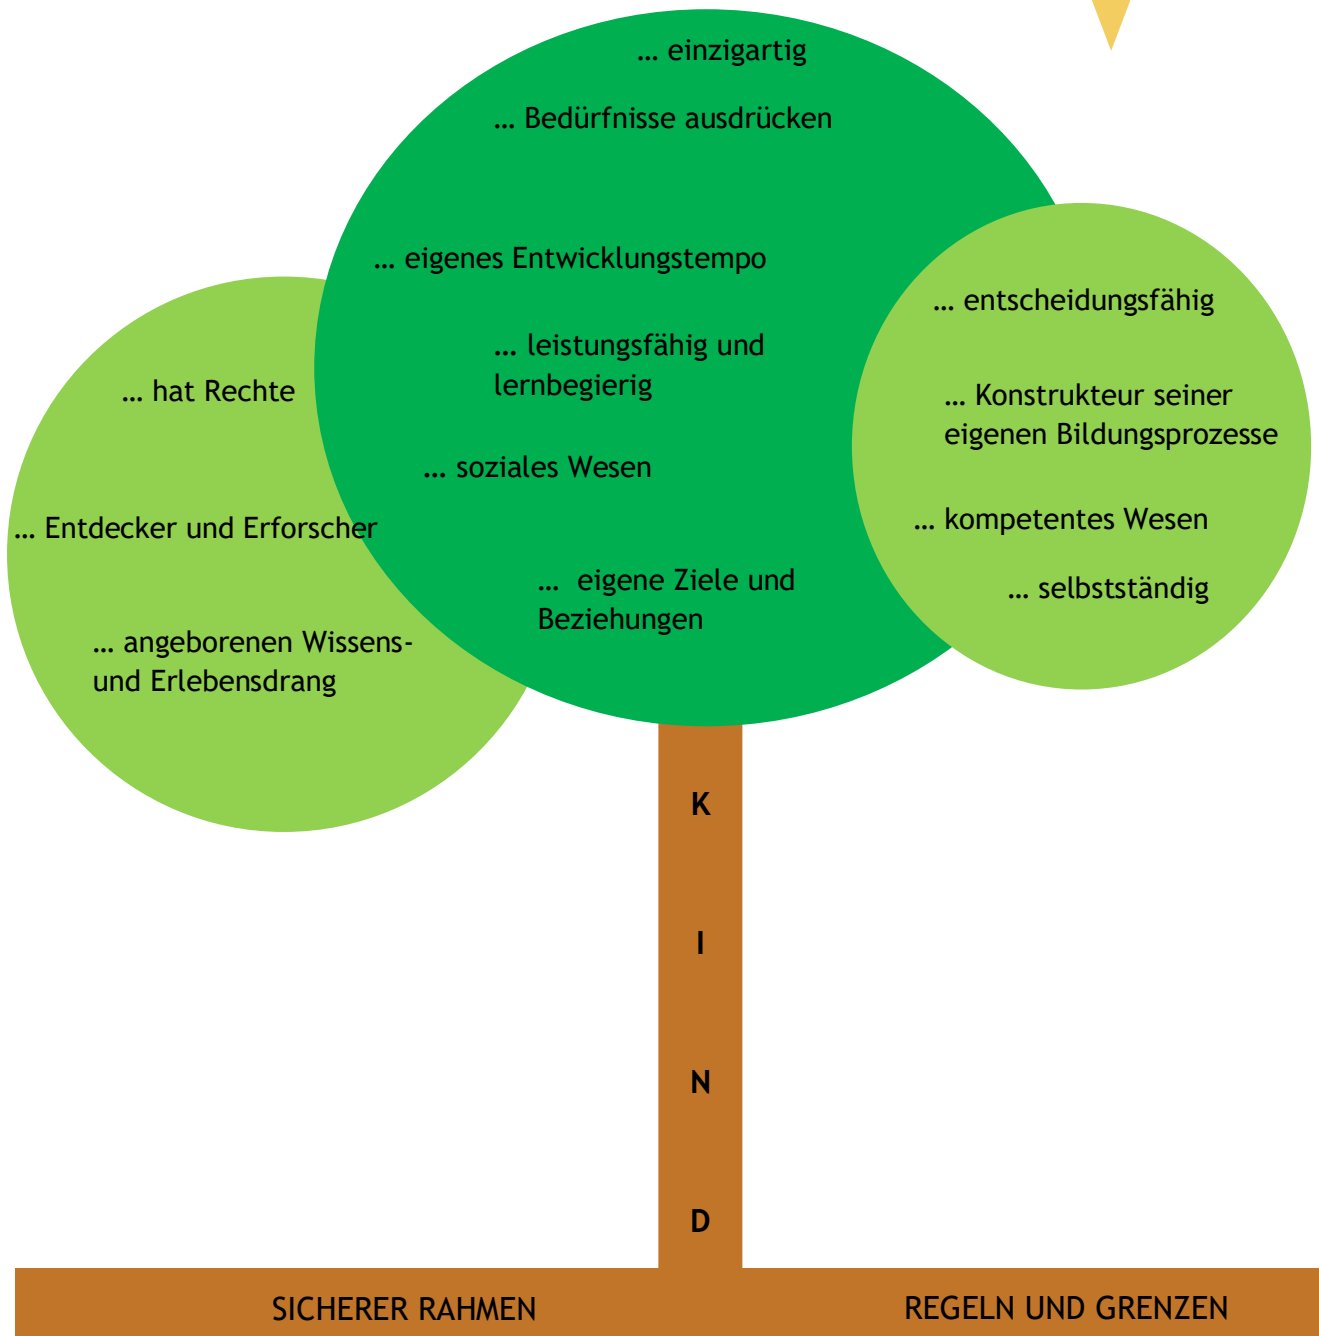 ... einzigartig
... Bedürfnisse ausdrücken
... eigenes Entwicklungstempo
... leistungsfähig und
lernbegierig
... soziales Wesen
... eigene Ziele und
Beziehungen
... hat Rechte
... Entdecker und Erforscher
... angeborenen Wissens-
und Erlebensdrang
... entscheidungsfähig
... Konstrukteur seiner
eigenen Bildungsprozesse
... kompetentes Wesen
... selbstständig
K
I
N
D
SICHERER RAHMEN
REGELN UND GRENZEN